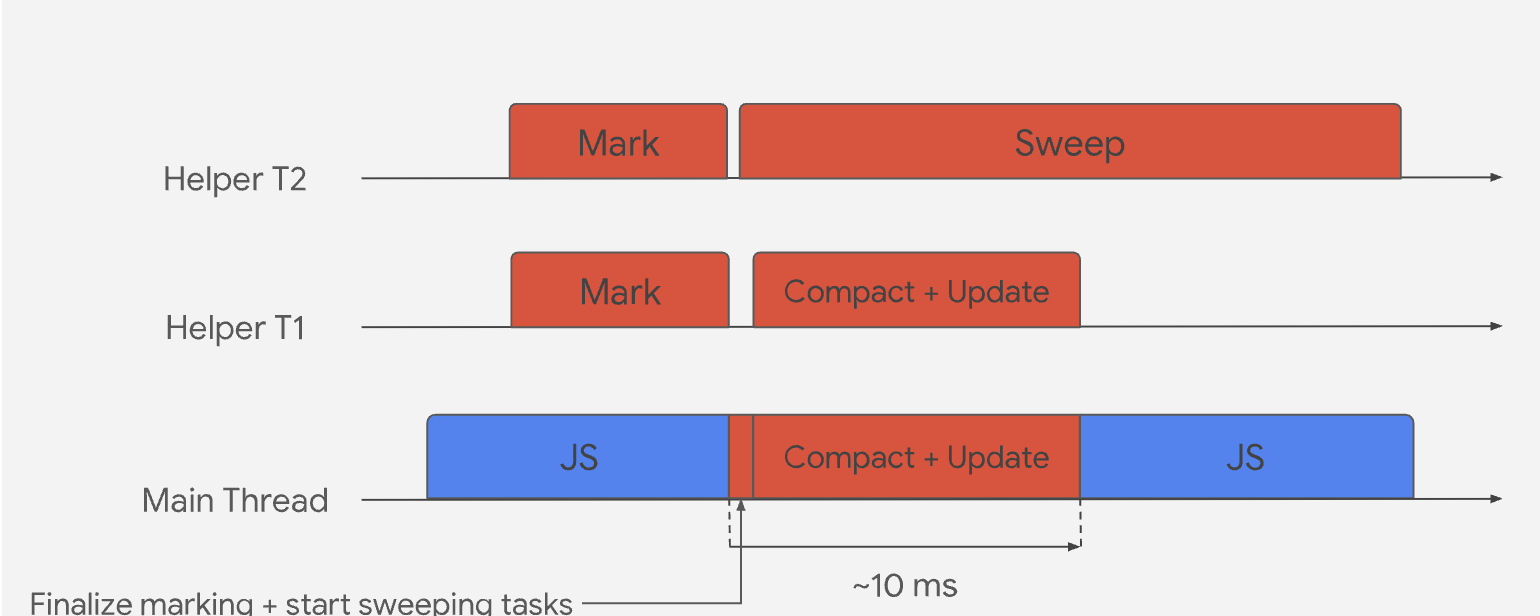 Mark
Sweep
Helper T2
Mark
Compact + Update
Helper T1
JS
Compact + Update
JS
Main Thread
~10 ms
Finalize marking + start sweeping tasks